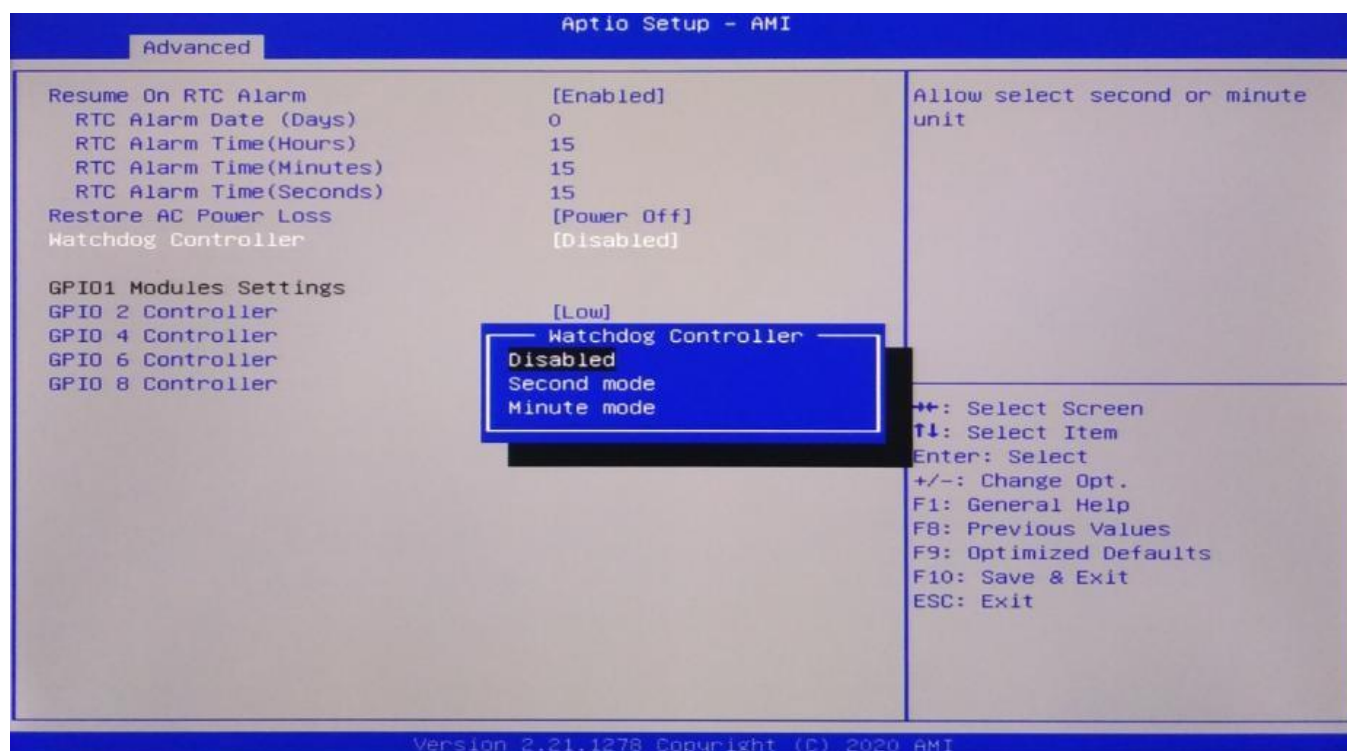 Aptio Setup - AMI
Advanced
Resume On RTC Alarm [Enabled]
RTC Alarm Date (Days) 0
RTC Alarm Time(Hours) 15
RTC Alarm Time(Minutes) 15
RTC Alarm Time(Seconds) 15
Restore AC Power Loss [Power Off]
Watchdog Controller [Disabled]
GPIO1 Modules Settings
GPIO 2 Controller [Low]
GPIO 4 Controller
GPIO 6 Controller
GPIO 8 Controller
Watchdog Controller
Disabled
Second mode
Minute mode
Allow select second or minute
unit
→←: Select Screen
↑↓: Select Item
Enter: Select
+/-: Change Opt.
F1: General Help
F8: Previous Values
F9: Optimized Defaults
F10: Save & Exit
ESC: Exit
Version 2.21.1278 Copyright (C) 2020 AMI